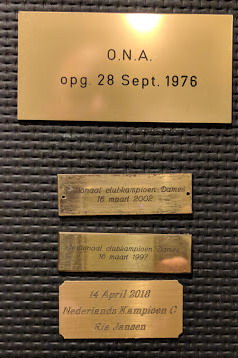 O.N.A.
opg. 28 Sept. 1976
Nationaal clubkampioen Dames
16 maart 2002
Nationaal clubkampioen Dames
16 maart 1997
14 April 2018
Nederlands Kampioen C
Ria Jansen